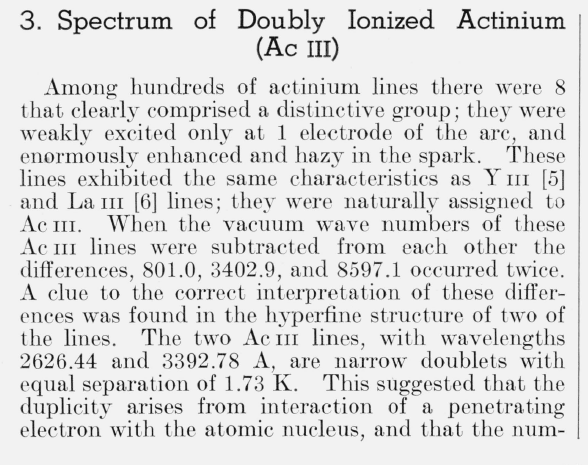 3. Spectrum of Doubly Ionized Actinium
(Ac III)
Among hundreds of actinium lines there were 8
that clearly comprised a distinctive group; they were
weakly excited only at 1 electrode of the arc, and
enormously enhanced and hazy in the spark. These
lines exhibited the same characteristics as Y III [5]
and La III [6] lines; they were naturally assigned to
Ac III. When the vacuum wave numbers of these
Ac III lines were subtracted from each other the
differences, 801.0, 3402.9, and 8597.1 occurred twice.
A clue to the correct interpretation of these differ-
ences was found in the hyperfine structure of two of
the lines. The two Ac III lines, with wavelengths
2626.44 and 3392.78 A, are narrow doublets with
equal separation of 1.73 K. This suggested that the
duplicity arises from interaction of a penetrating
electron with the atomic nucleus, and that the num-